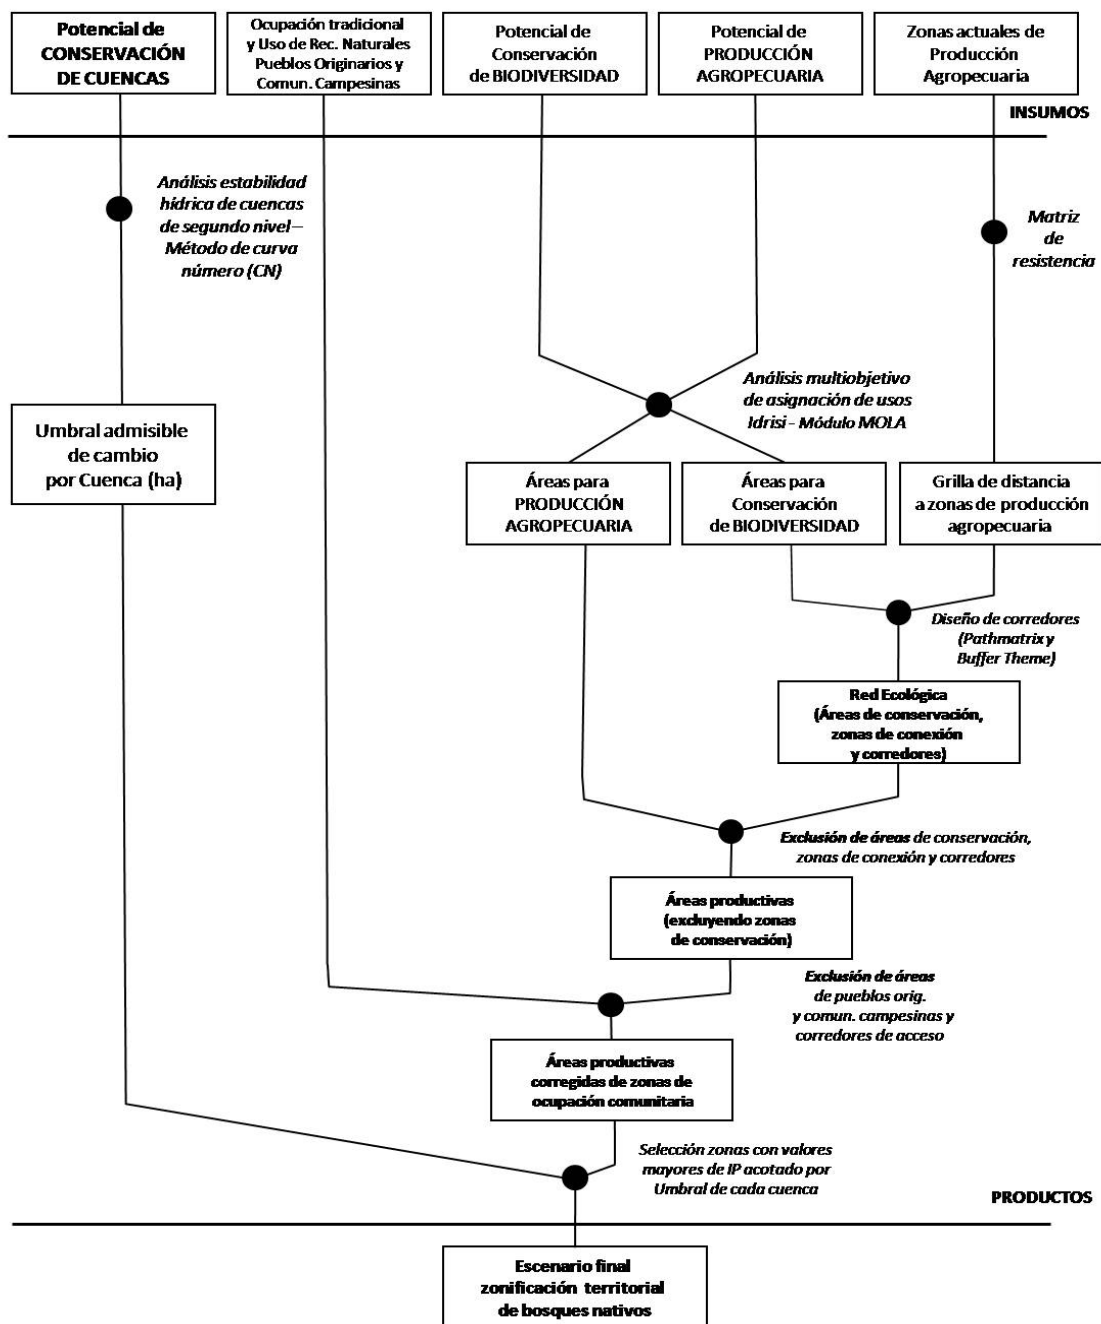 Potencial de
CONSERVACIÓN
DE CUENCAS
Ocupación tradicional
y Uso de Rec. Naturales
Pueblos Originarios y
Comun. Campesinas
Potencial de
Conservación
de BIODIVERSIDAD
Potencial de
PRODUCCIÓN
AGROPECUARIA
Zonas actuales de
Producción
Agropecuaria
INSUMOS
Análisis estabilidad
hídrica de cuencas
de segundo nivel –
Método de curva
número (CN)
Matriz
de
resistencia
Análisis multiobjetivo
de asignación de usos
Idrisi - Módulo MOLA
Umbral admisible
de cambio
por Cuenca (ha)
Áreas para
PRODUCCIÓN
AGROPECUARIA
Áreas para
Conservación
de BIODIVERSIDAD
Grilla de distancia
a zonas de producción
agropecuaria
Diseño de corredores
(Pathmatrix y
Buffer Theme)
Red Ecológica
(Áreas de conservación,
zonas de conexión
y corredores)
Exclusión de áreas de conservación,
zonas de conexión y corredores
Áreas productivas
(excluyendo zonas
de conservación)
Exclusión de áreas
de pueblos orig.
y comun. campesinas y
corredores de acceso
Áreas productivas
corregidas de zonas de
ocupación comunitaria
Selección zonas con valores
mayores de IP acotado por
Umbral de cada cuenca
PRODUCTOS
Escenario final
zonificación territorial
de bosques nativos